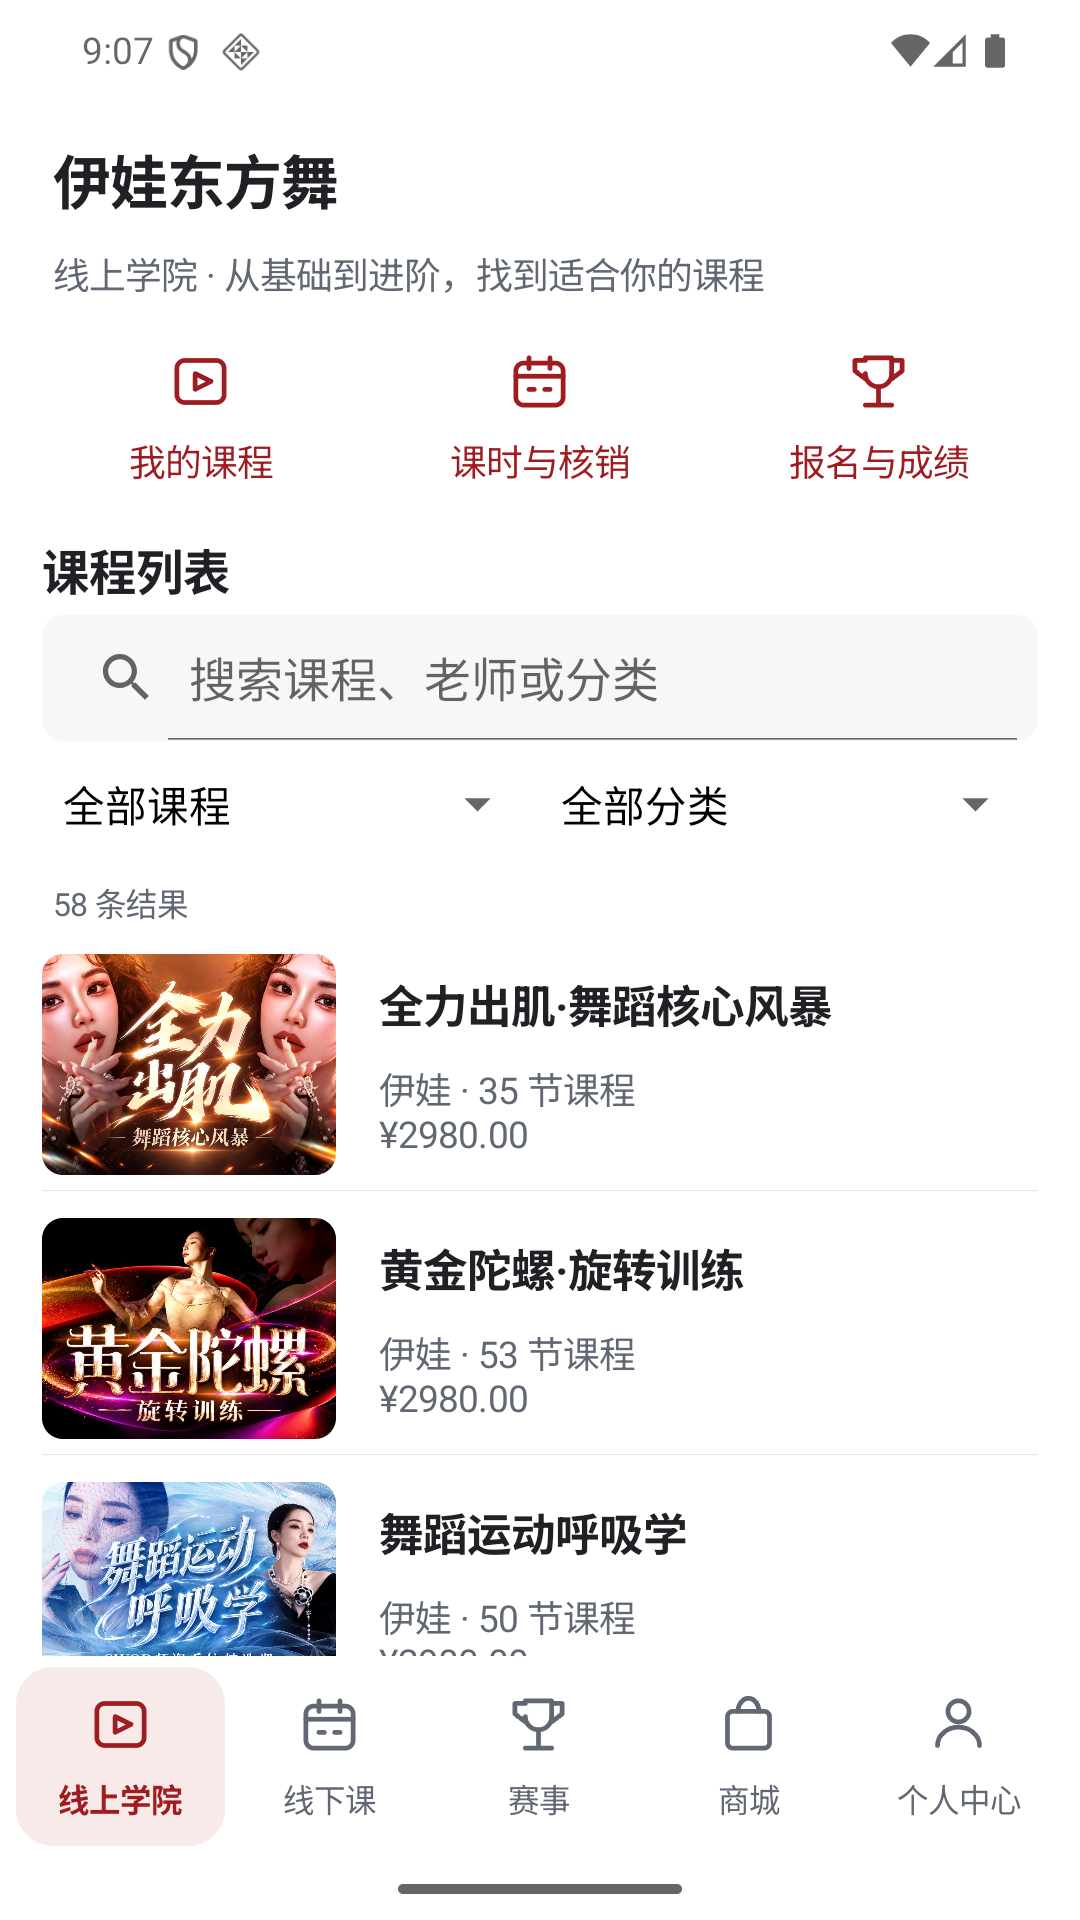 9:07
伊娃东方舞
线上学院 · 从基础到进阶，找到适合你的课程
我的课程
课时与核销
报名与成绩
课程列表
搜索课程、老师或分类
全部课程
全部分类
58 条结果
全力
出肌
舞蹈核心风暴
全力出肌·舞蹈核心风暴
伊娃 · 35 节课程
¥2980.00
黄金陀螺
旋转训练
黄金陀螺·旋转训练
伊娃 · 53 节课程
¥2980.00
舞蹈运动
呼吸学
舞蹈运动呼吸学
伊娃 · 50 节课程
线上学院
线下课
赛事
商城
个人中心